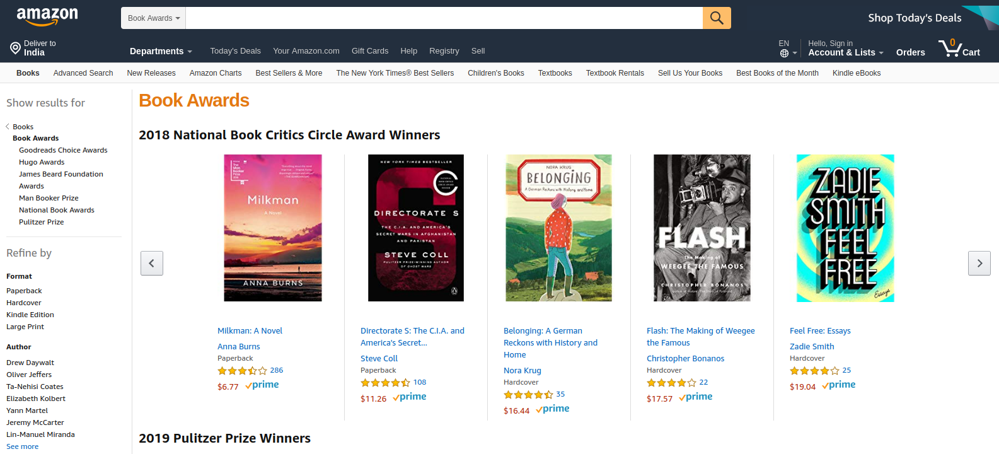 amazon
Book Awards
Shop Today's Deals
Deliver to
India
Departments
Today's Deals
Your Amazon.com
Gift Cards
Help
Registry
Sell
EN
Hello, Sign in
Account & Lists
Orders
0
Cart
Books
Advanced Search
New Releases
Amazon Charts
Best Sellers & More
The New York Times® Best Sellers
Children's Books
Textbooks
Textbook Rentals
Sell Us Your Books
Best Books of the Month
Kindle eBooks
Show results for
Books
Book Awards
Goodreads Choice Awards
Hugo Awards
James Beard Foundation
Awards
Man Booker Prize
National Book Awards
Pulitzer Prize
Refine by
Format
Paperback
Hardcover
Kindle Edition
Large Print
Author
Drew Daywalt
Oliver Jeffers
Ta-Nehisi Coates
Elizabeth Kolbert
Yann Martel
Jeremy McCarter
Lin-Manuel Miranda
See more
Book Awards
2018 National Book Critics Circle Award Winners
The Man
Booker
Prize
Milkman
A Novel
ANNA BURNS
Milkman: A Novel
Anna Burns
Paperback
286
$6.77 prime
NEW YORK TIMES BESTSELLER
DIRECTORATE S
THE C.I.A. AND AMERICA'S
SECRET WARS IN AFGHANISTAN
AND PAKISTAN
STEVE COLL
PULITZER PRIZE-WINNING AUTHOR
OF GHOST WARS
Directorate S: The C.I.A. and
America's Secret...
Steve Coll
Paperback
108
$11.26 prime
NORA KRUG
BELONGING
A German Reckons with History and Home
Belonging: A German
Reckons with History and
Home
Nora Krug
Hardcover
35
$16.44 prime
FLASH
The Making of
WEEGEE THE FAMOUS
CHRISTOPHER BONANOS
Flash: The Making of Weegee
the Famous
Christopher Bonanos
Hardcover
22
$17.57 prime
ZADIE
SMITH
FEEL
FREE
Essays
Feel Free: Essays
Zadie Smith
Hardcover
25
$19.04 prime
2019 Pulitzer Prize Winners